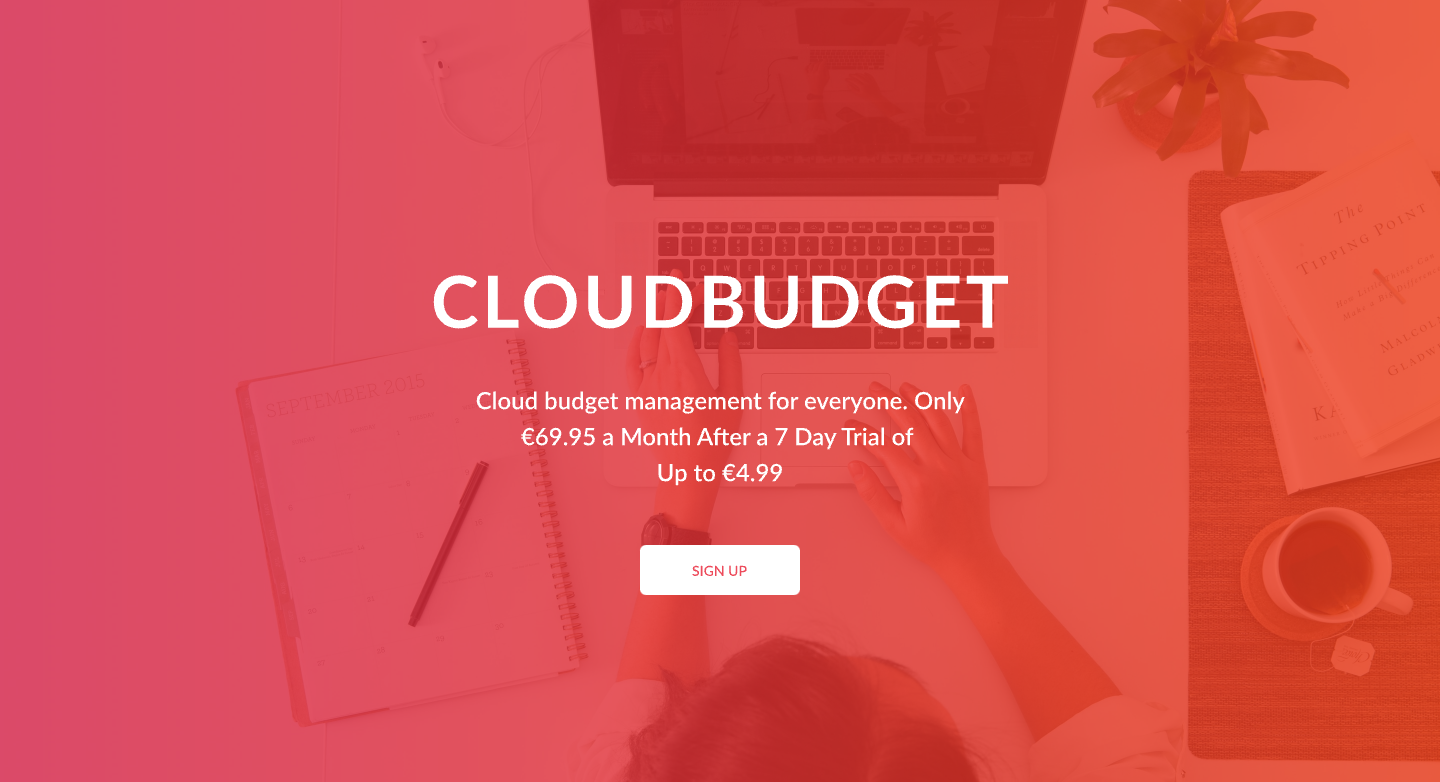 CLOUDBUDGET
Cloud budget management for everyone. Only
€69.95 a Month After a 7 Day Trial of
Up to €4.99
SIGN UP
SEPTEMBER 2015
The
TIPPING POINT
MALCOLM
GLADW